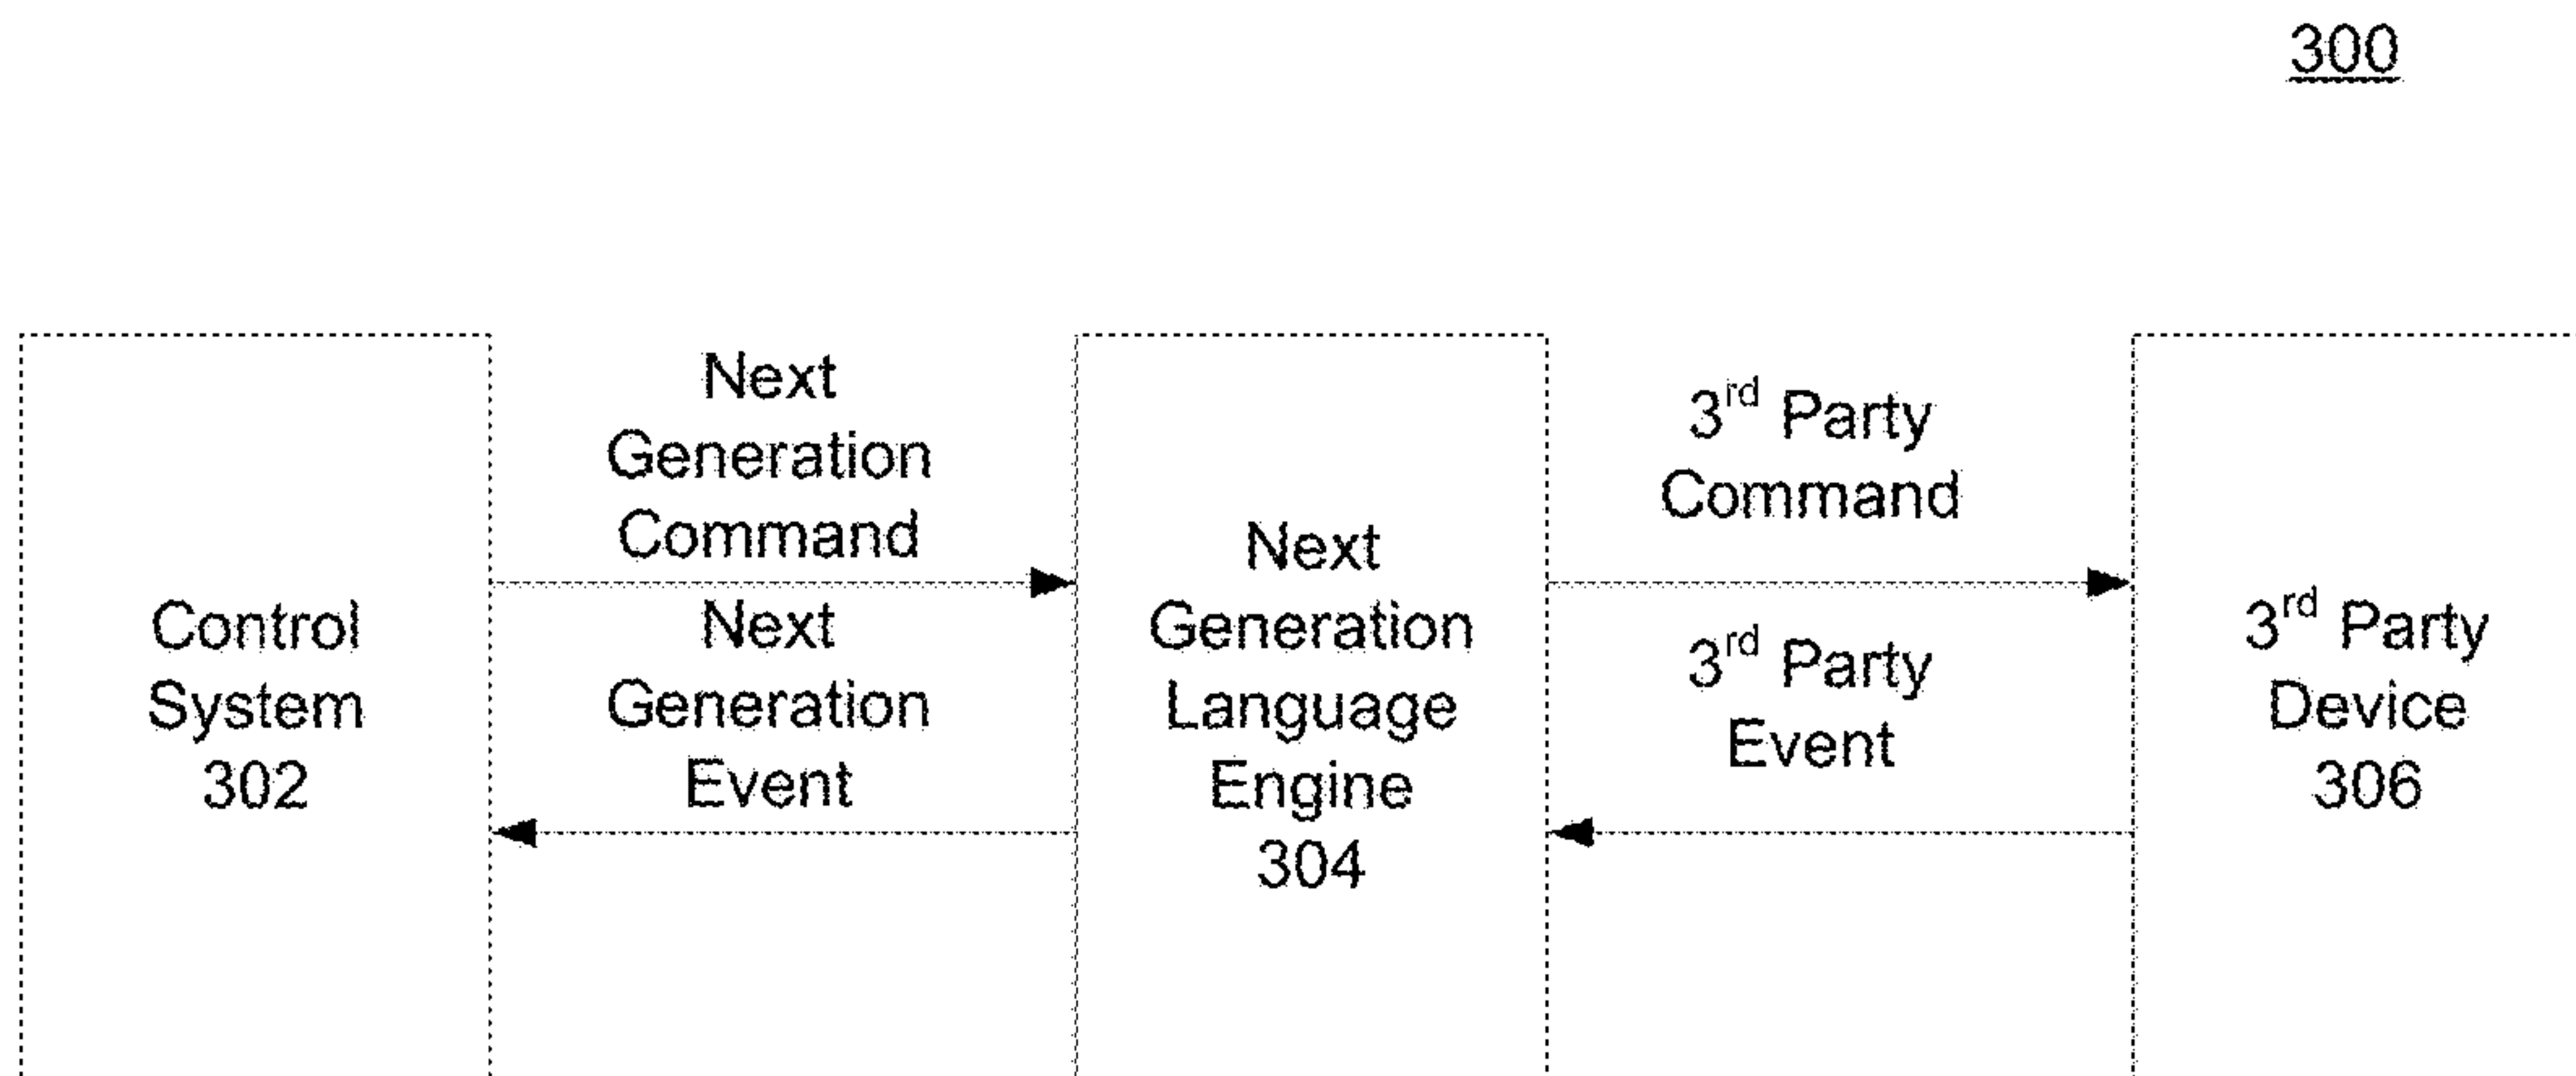 300
Control
System
302
Next
Generation
Command
Next
Generation
Event
Next
Generation
Language
Engine
304
3rd Party
Command
3rd Party
Event
3rd Party
Device
306